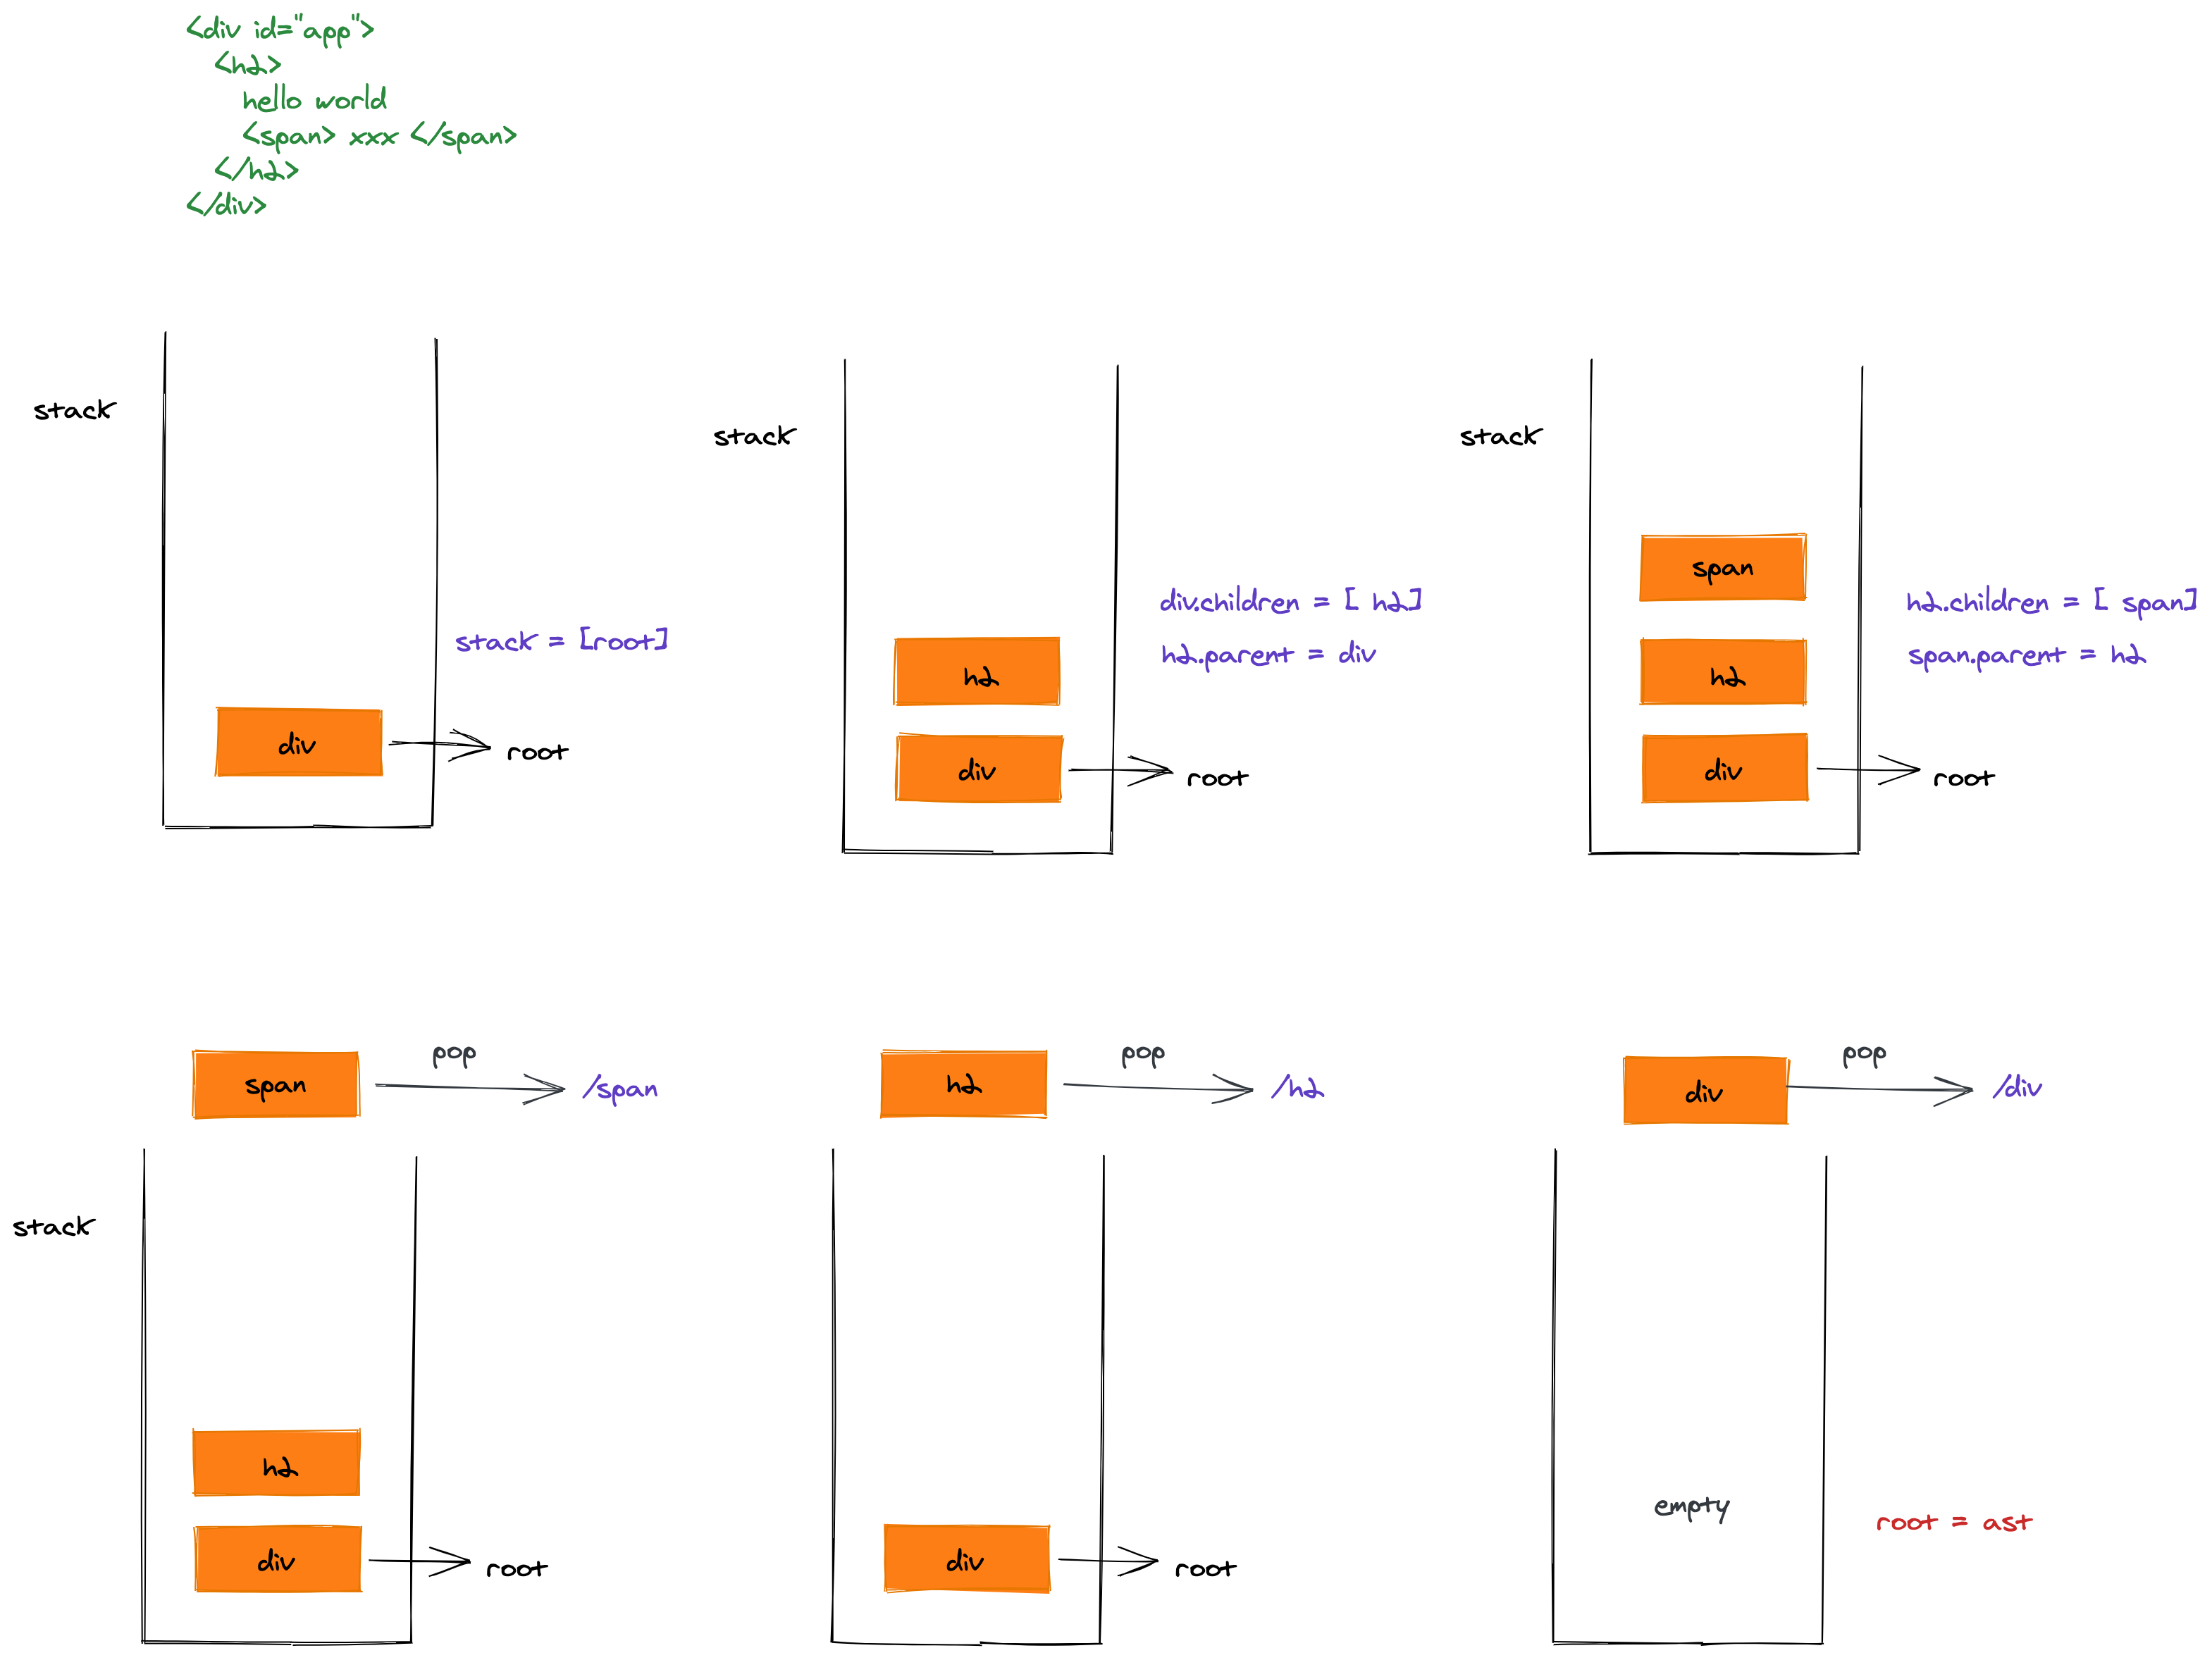 <div id="app">
<h2>
hello world
<span> xxx </span>
</h2>
</div>
stack
stack = [root]
div
root
stack
div.children = [ h2]
h2.parent = div
h2
div
root
stack
span
h2.children = [ span]
span.parent = h2
h2
div
root
span
pop
/span
stack
h2
div
root
h2
pop
/h2
div
root
div
pop
/div
empty
root = ast